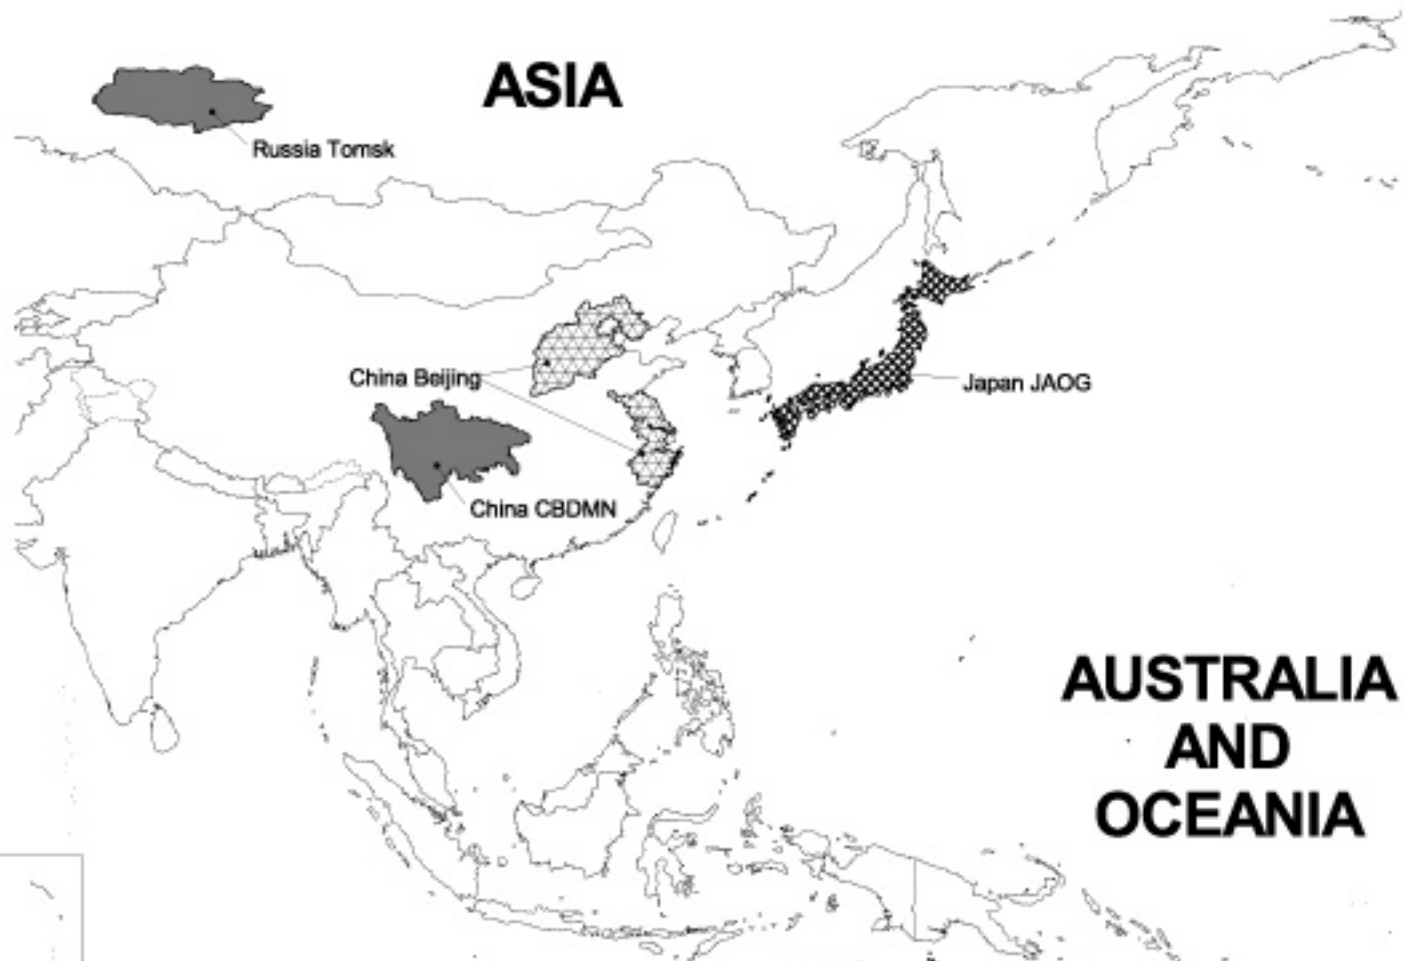 ASIA
Russia Tomsk
China Beijing
Japan JAOG
China CBDMN
AUSTRALIA
AND
OCEANIA